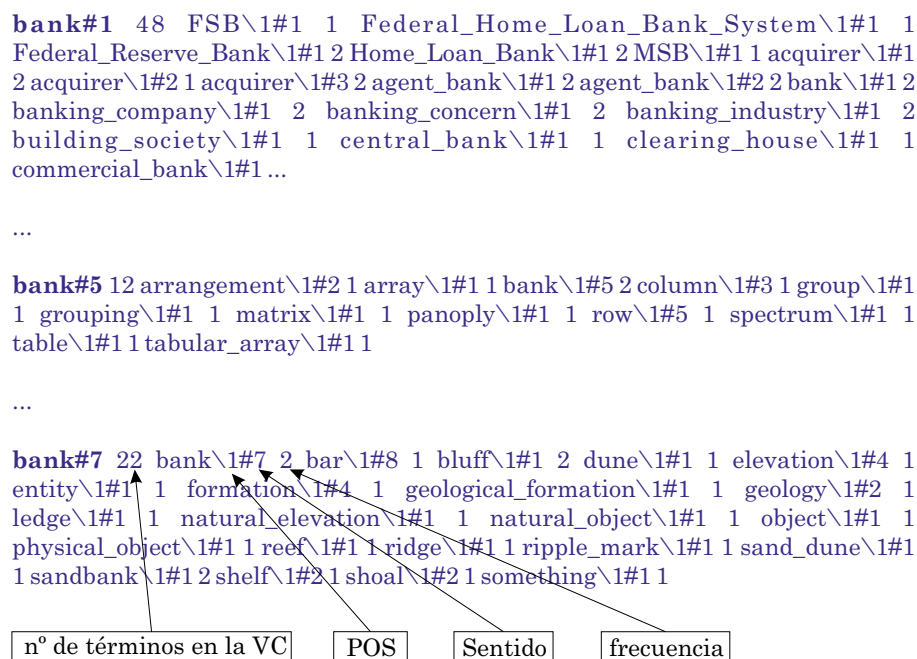 bank#1 48 FSB\1#1 1 Federal_Home_Loan_Bank_System\1#1 1
Federal_Reserve_Bank\1#1 2 Home_Loan_Bank\1#1 2 MSB\1#1 1 acquirer\1#1
2 acquirer\1#2 1 acquirer\1#3 2 agent_bank\1#1 2 agent_bank\1#2 2 bank\1#1 2
banking_company\1#1 2 banking_concern\1#1 2 banking_industry\1#1 2
building_society\1#1 1 central_bank\1#1 1 clearing_house\1#1 1
commercial_bank\1#1 ...
...
bank#5 12 arrangement\1#2 1 array\1#1 1 bank\1#5 2 column\1#3 1 group\1#1
1 grouping\1#1 1 matrix\1#1 1 panoply\1#1 1 row\1#5 1 spectrum\1#1 1
table\1#1 1 tabular_array\1#1 1
...
bank#7 22 bank\1#7 2 bar\1#8 1 bluff\1#1 2 dune\1#1 1 elevation\1#4 1
entity\1#1 1 formation\1#4 1 geological_formation\1#1 1 geology\1#2 1
ledge\1#1 1 natural_elevation\1#1 1 natural_object\1#1 1 object\1#1 1
physical_object\1#1 1 reef\1#1 1 ridge\1#1 1 ripple_mark\1#1 1 sand_dune\1#1
1 sandbank\1#1 2 shelf\1#2 1 shoal\1#2 1 something\1#1 1
nº de términos en la VC POS Sentido frecuencia